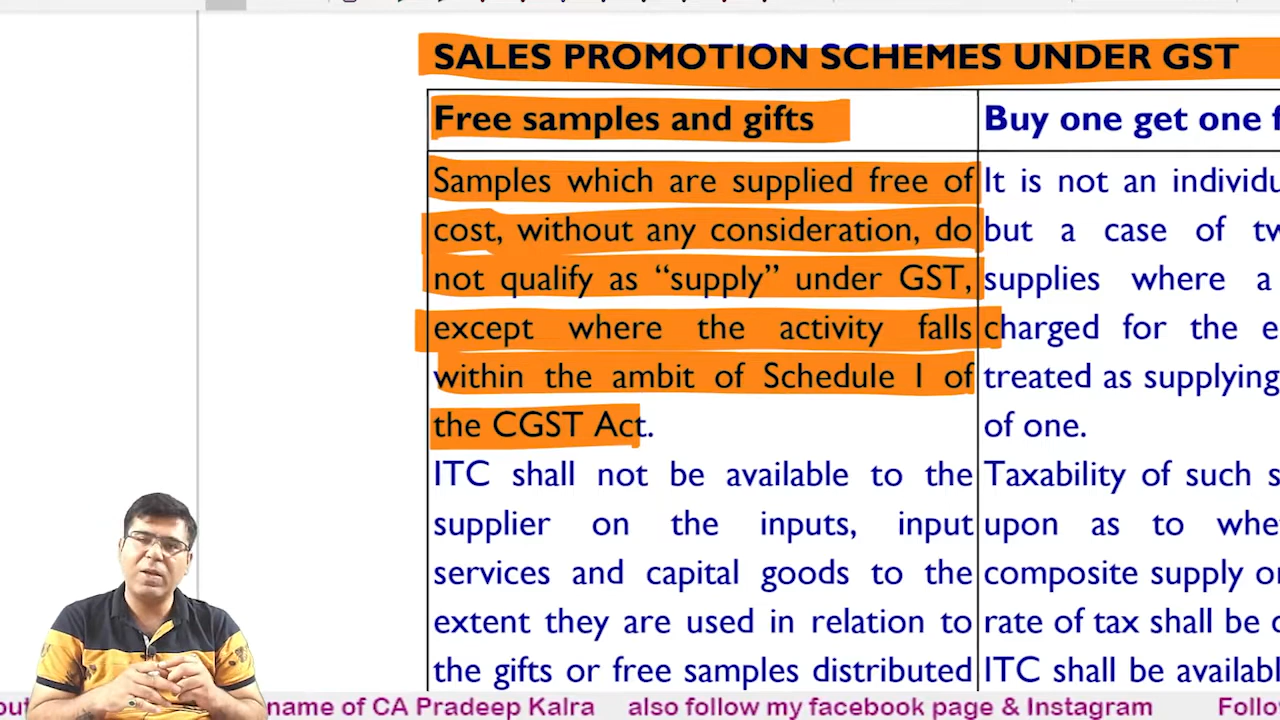 SALES PROMOTION SCHEMES UNDER GST
Free samples and gifts
Samples which are supplied free of
cost, without any consideration, do
not qualify as “supply” under GST,
except where the activity falls
within the ambit of Schedule I of
the CGST Act.
ITC shall not be available to the
supplier on the inputs, input
services and capital goods to the
extent they are used in relation to
the gifts or free samples distributed
Buy one get one
It is not an
but a case of
supplies where a
charged for the
treated as supplying
of one.
Taxability of such
upon as to
composite supply
rate of tax shall be
ITC shall be
name of CA Pradeep Kalra also follow my facebook page & Instagram